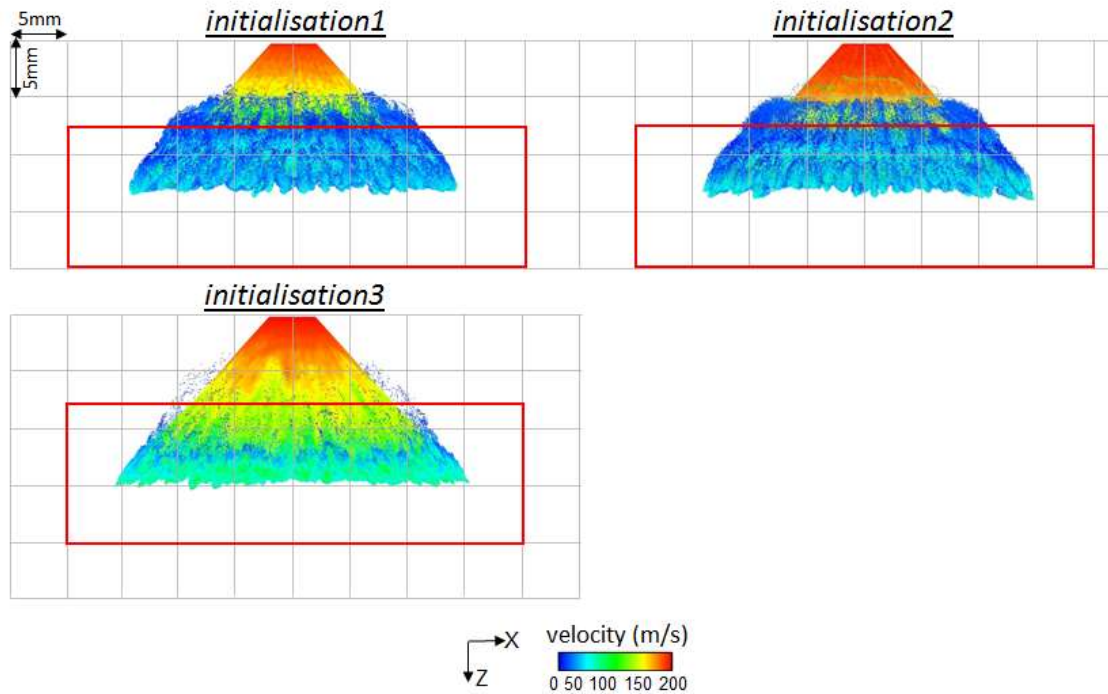 5mm
initialisation1
initialisation2
5mm
initialisation3
X
Z
velocity (m/s)
0 50 100 150 200